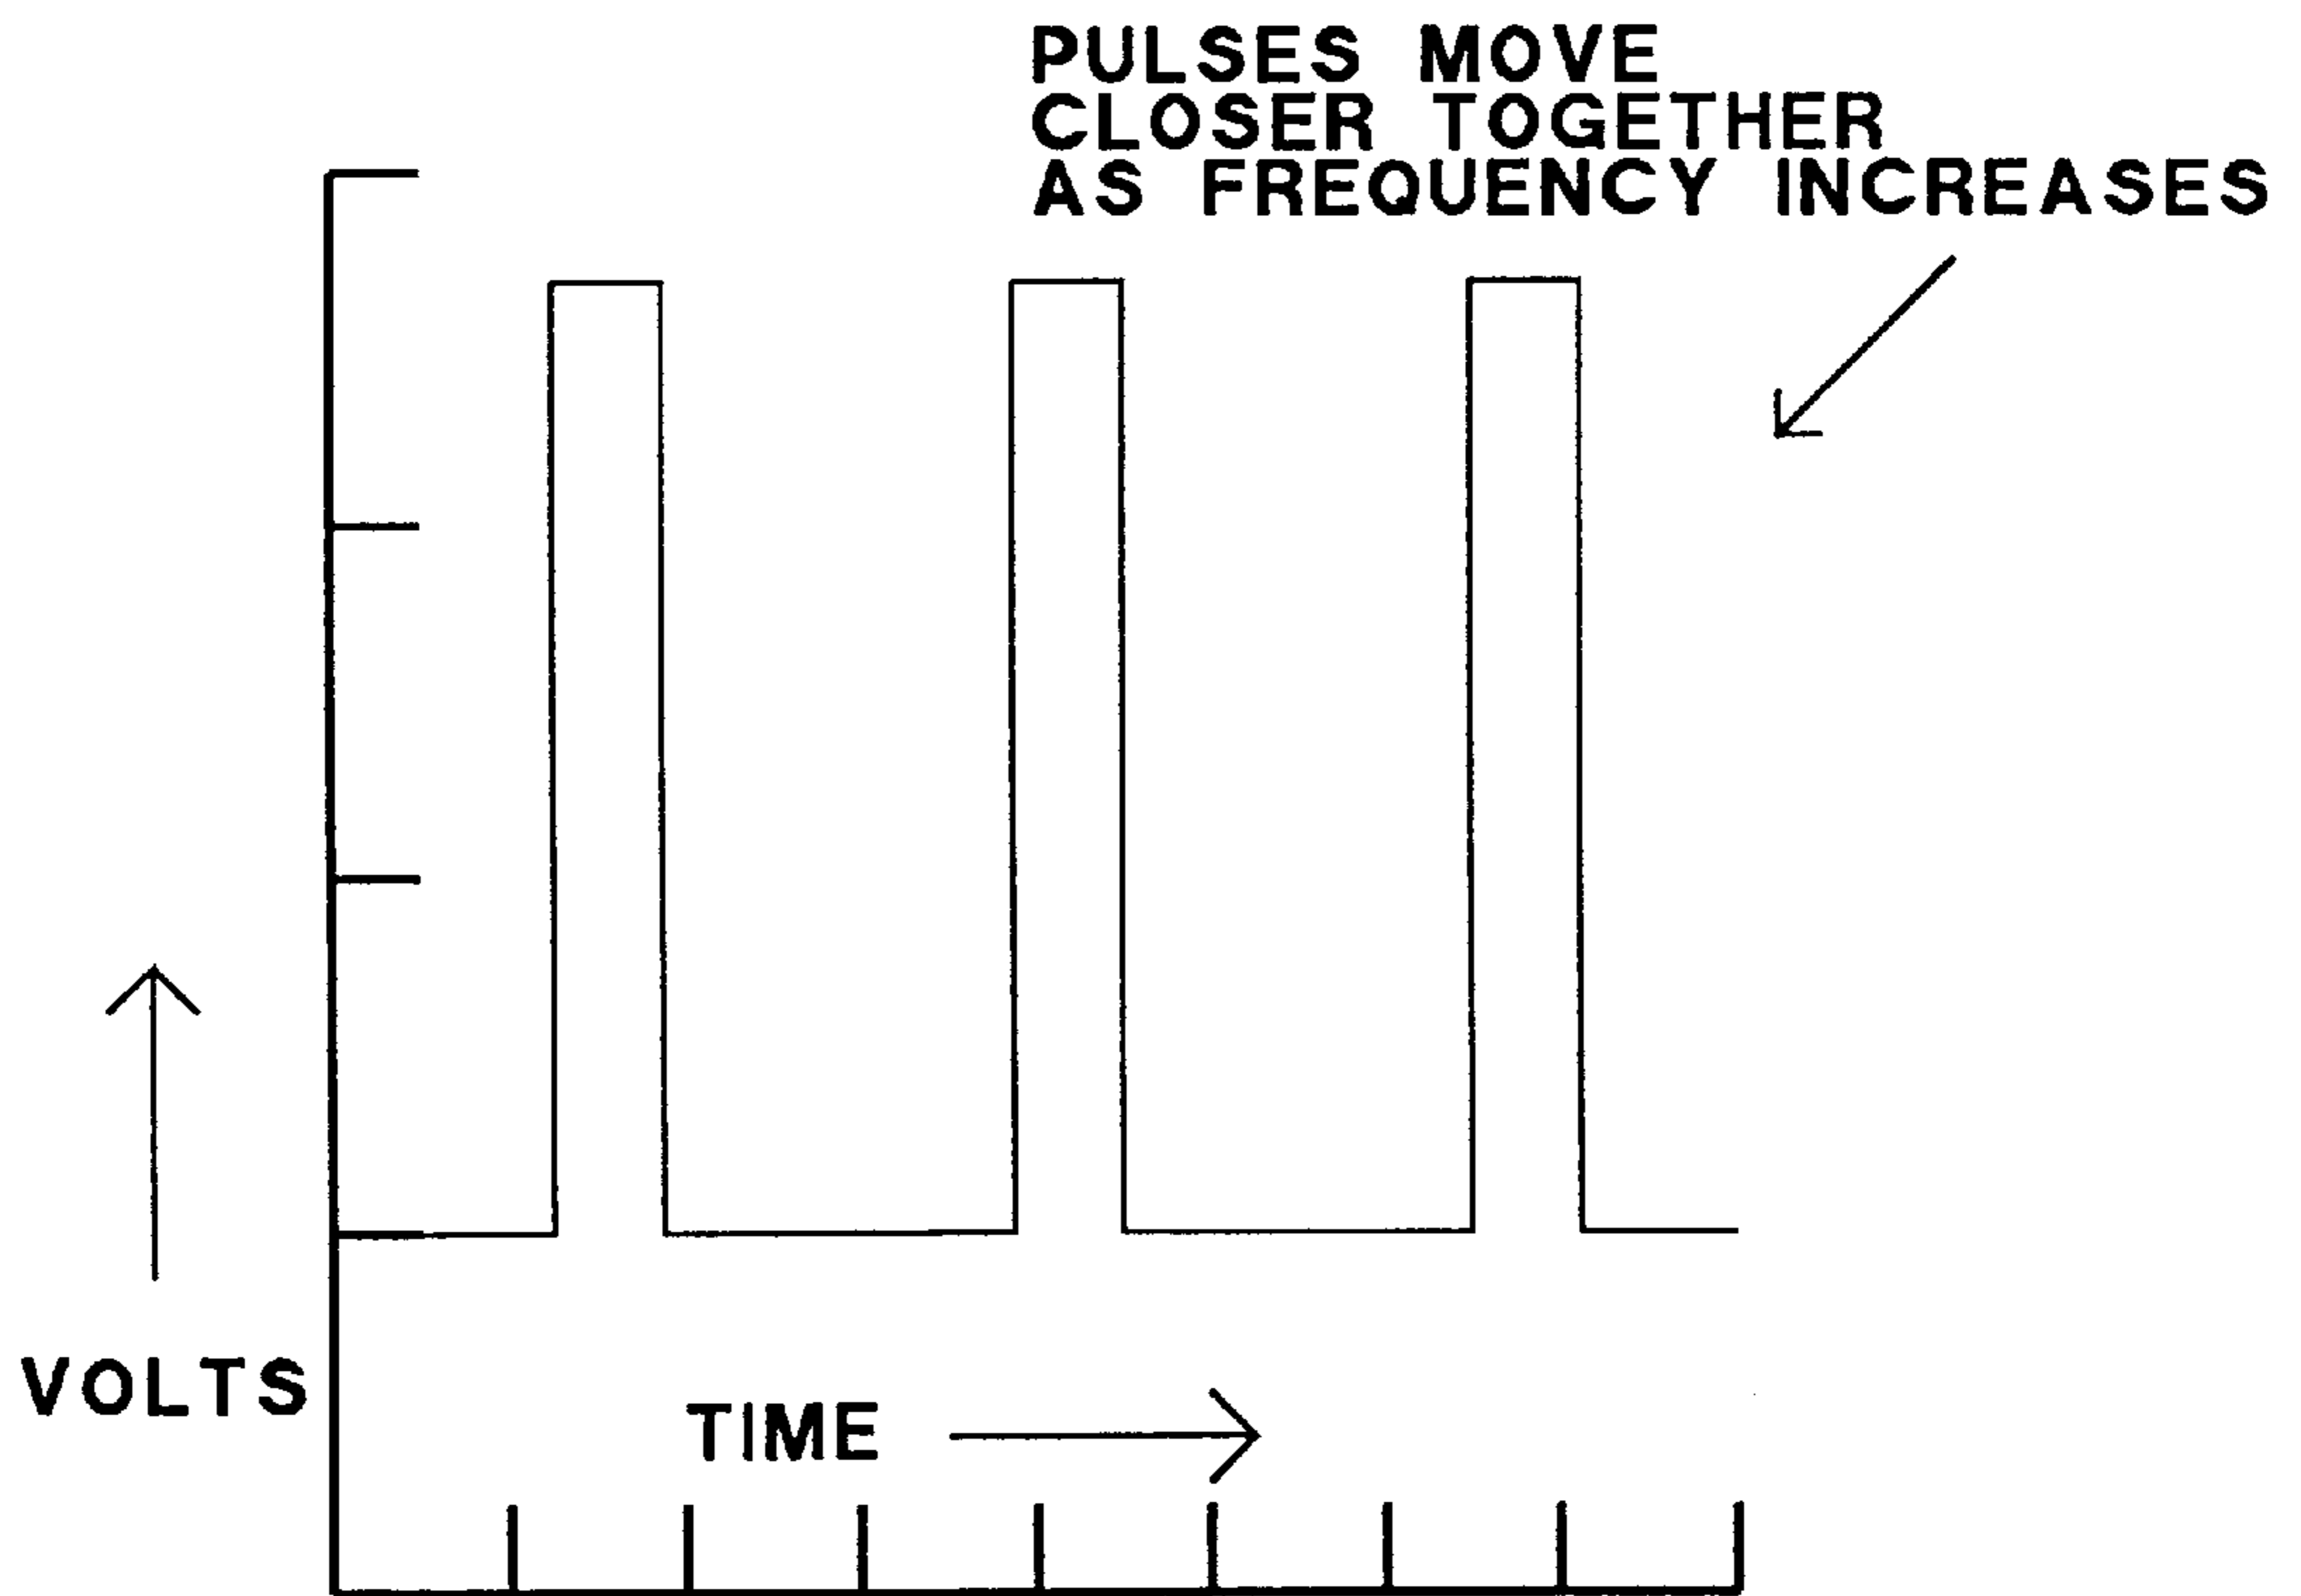 PULSES MOVE
CLOSER TOGETHER
AS FREQUENCY INCREASES
VOLTS
TIME